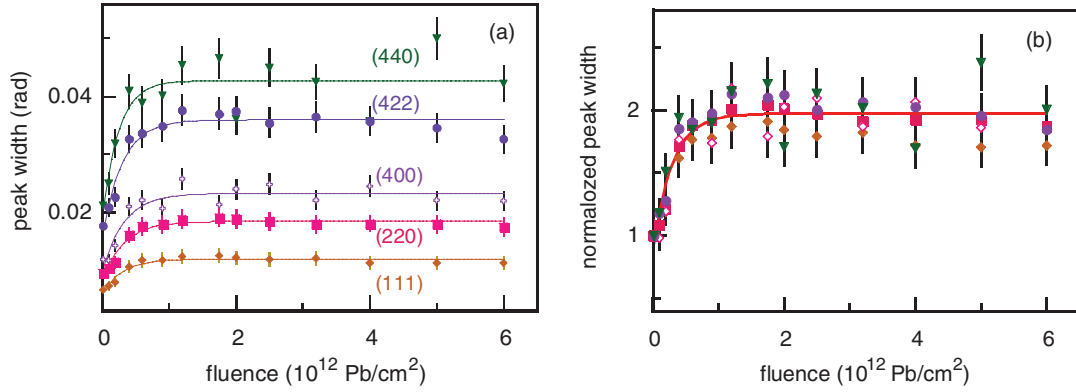 (a)
(440)
(422)
(400)
(220)
(111)
peak width (rad)
0.04
0.02
0 2 4 6
fluence (10¹² Pb/cm²)
(b)
normalozed peak width
2
1
0 2 4 6
fluence (10¹² Pb/cm²)